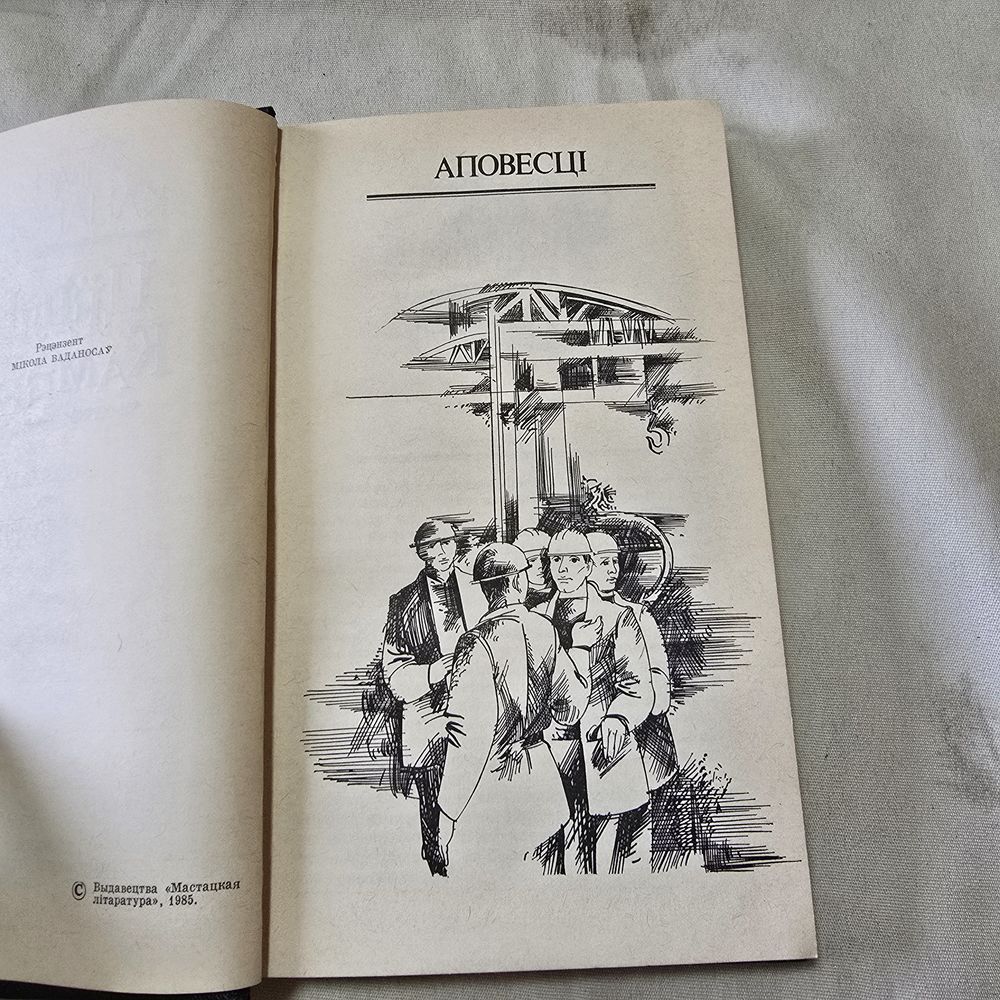 Рэцэнзент
МІКОЛА ВАДАНОСАЎ
© Выдавецтва «Мастацкая
літаратура», 1985.
АПОВЕСЦІ